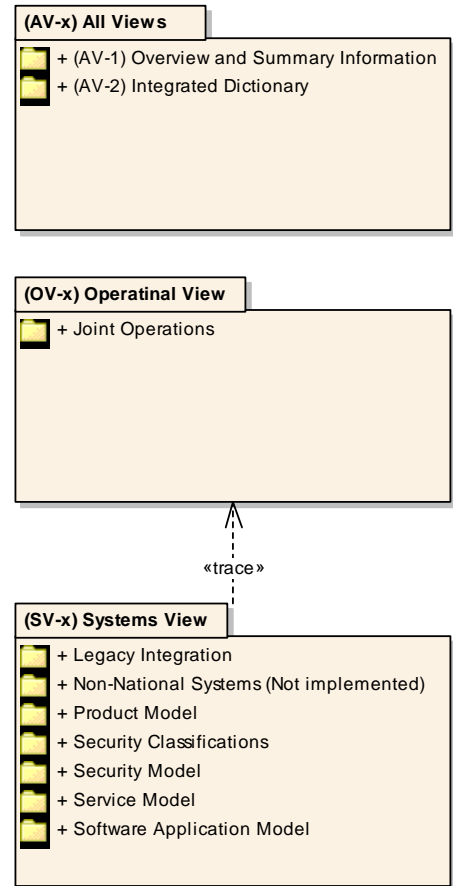 (AV-x) All Views
+ (AV-1) Overview and Summary Information
+ (AV-2) Integrated Dictionary
(OV-x) Operatinal View
+ Joint Operations
«trace»
(SV-x) Systems View
+ Legacy Integration
+ Non-National Systems (Not implemented)
+ Product Model
+ Security Classifications
+ Security Model
+ Service Model
+ Software Application Model